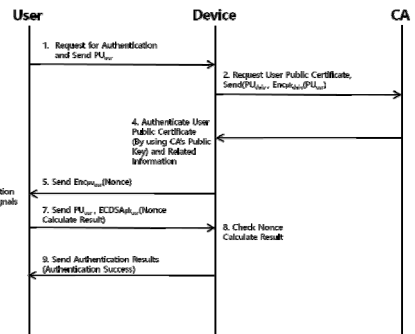 User Device CA
1. Request for Authentication
and Send PU
2. Request User Public Certificate,
4. Authenticate User
Public Certificate
(By using CA's Public
Key) and Related
Information
5. Send (Nonce)
7. Send PU , (Nonce
Calculate Result)
8. Check Nonce
Calculate Result
9. Send Authentication Results
(Authentication Success)